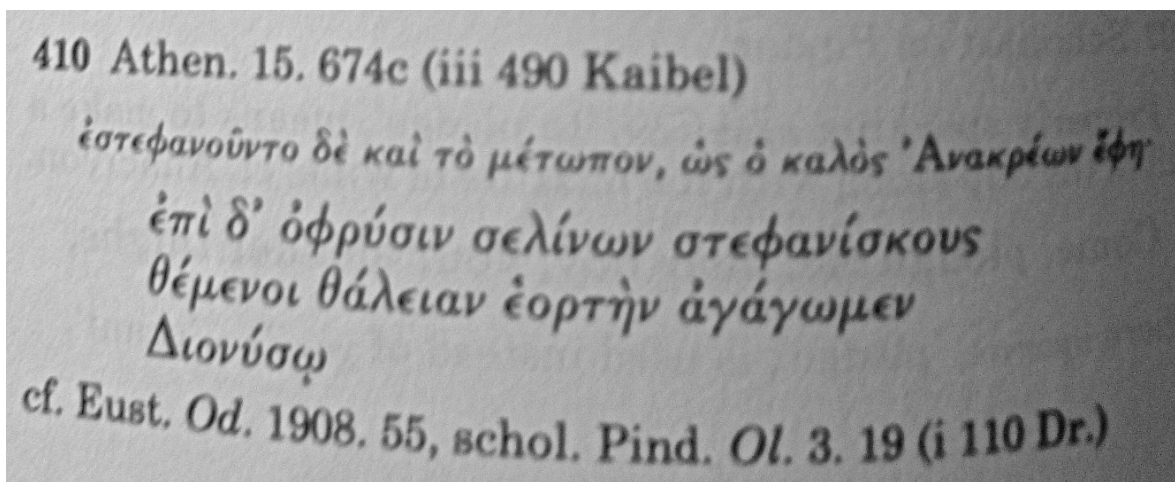 410 Athen. 15. 674c (iii 490 Kaibel)
ἐστεφανοῦντο δὲ καὶ τὸ μέτωπον, ὡς ὁ καλὸς Ἀνακρέων ἔφη·
ἐπὶ δ’ ὀφρύσιν σελίνων στεφανίσκους
θέμενοι θάλειαν ἑορτὴν ἀγάγωμεν
Διονύσῳ
cf. Eust. Od. 1908. 55, schol. Pind. Ol. 3. 19 (i 110 Dr.)